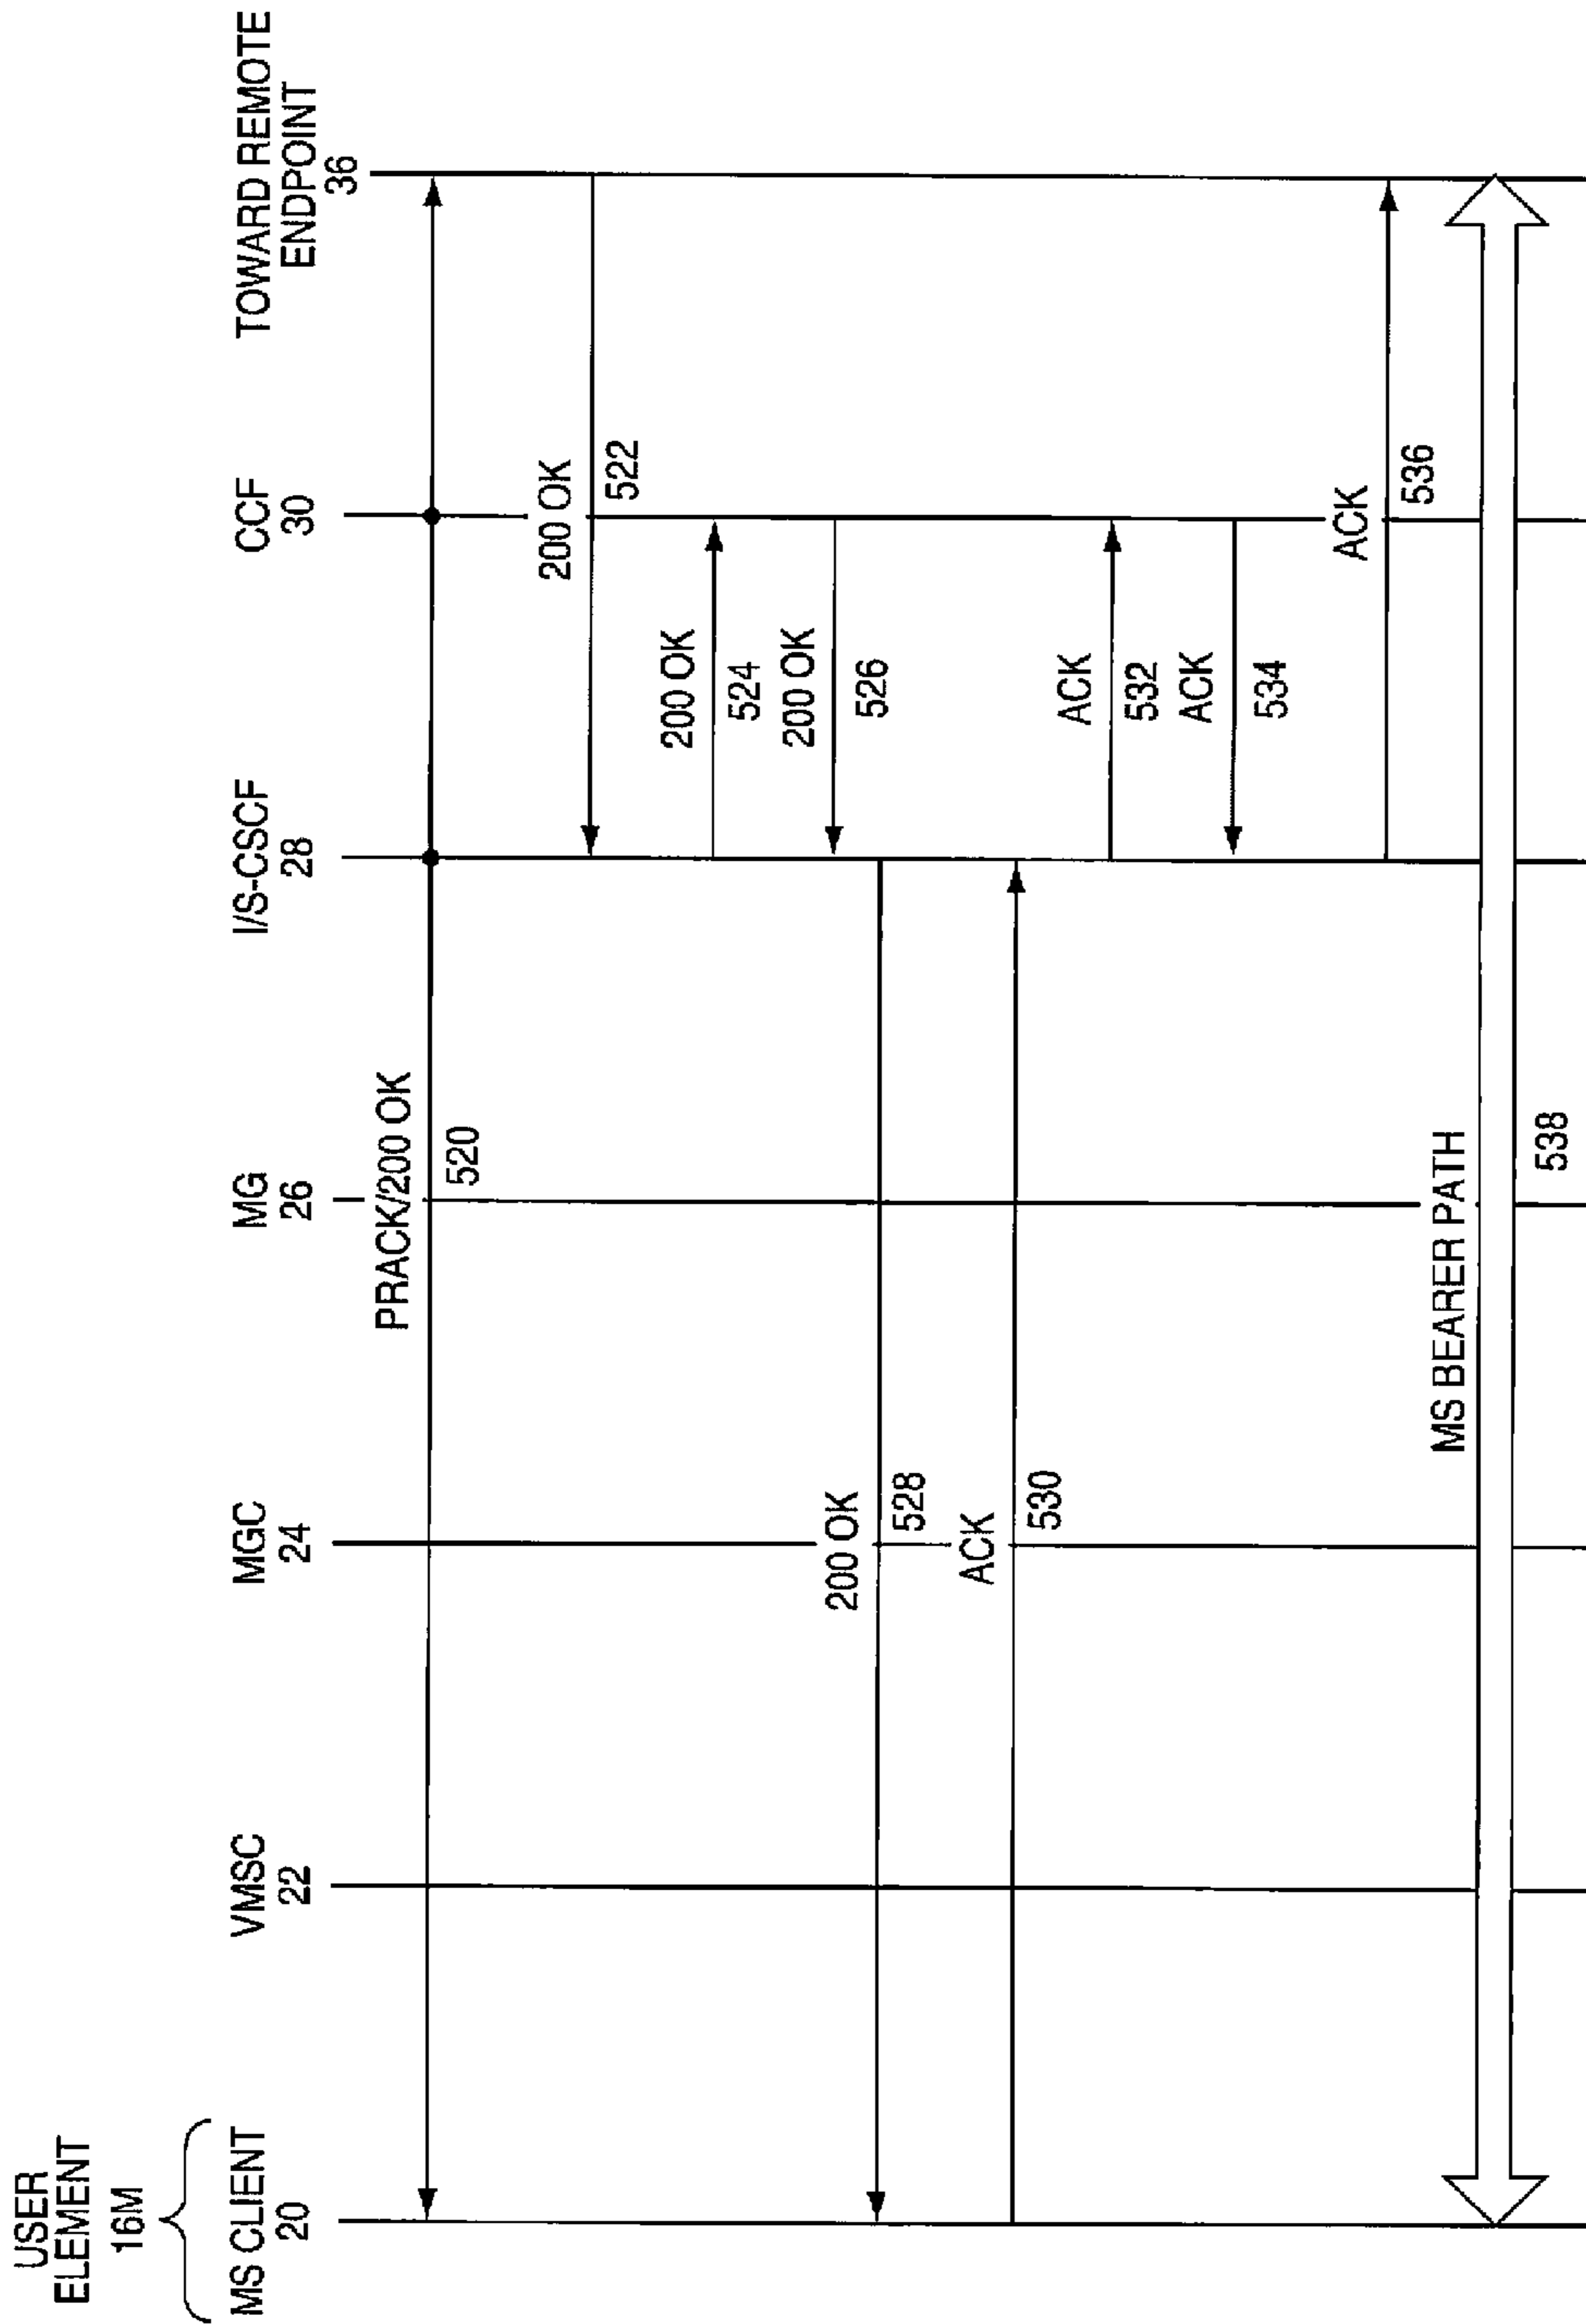 USER
ELEMENT
16M
MS CLIENT
20
VMSC
22
MGC
24
MG
26
I/S-CSCF
28
CCF
30
TOWARD REMOTE
ENDPOINT
36
PRACK/200 OK
520
200 OK
522
200 OK
524
200 OK
526
200 OK
528
ACK
530
ACK
532
ACK
534
ACK
536
MS BEARER PATH
538